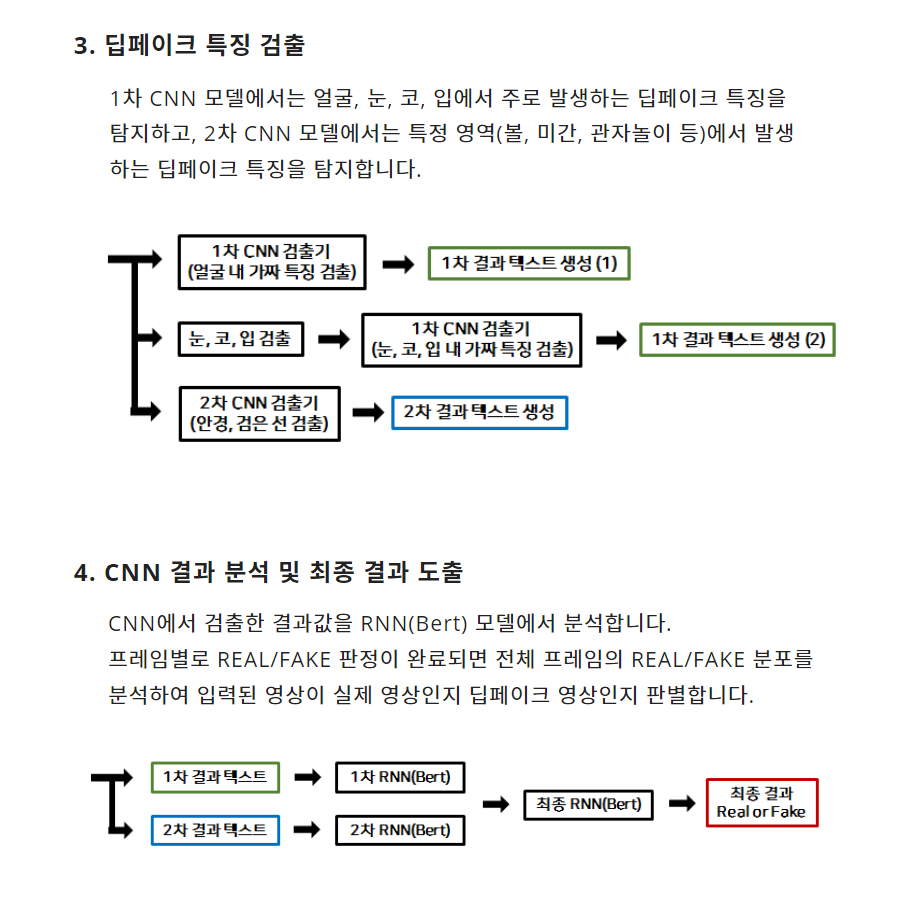 3. 딥페이크 특징 검출
1차 CNN 모델에서는 얼굴, 눈, 코, 입에서 주로 발생하는 딥페이크 특징을
탐지하고, 2차 CNN 모델에서는 특정 영역(볼, 미간, 관자놀이 등)에서 발생
하는 딥페이크 특징을 탐지합니다.
1차 CNN 검출기
(얼굴 내 가짜 특징 검출)
1차 결과 텍스트 생성 (1)
눈, 코, 입 검출
1차 CNN 검출기
(눈, 코, 입 내 가짜 특징 검출)
1차 결과 텍스트 생성 (2)
2차 CNN 검출기
(안경, 검은 선 검출)
2차 결과 텍스트 생성
4. CNN 결과 분석 및 최종 결과 도출
CNN에서 검출한 결과값을 RNN(Bert) 모델에서 분석합니다.
프레임별로 REAL/FAKE 판정이 완료되면 전체 프레임의 REAL/FAKE 분포를
분석하여 입력된 영상이 실제 영상인지 딥페이크 영상인지 판별합니다.
1차 결과 텍스트
1차 RNN(Bert)
2차 결과 텍스트
2차 RNN(Bert)
최종 RNN(Bert)
최종 결과
Real or Fake